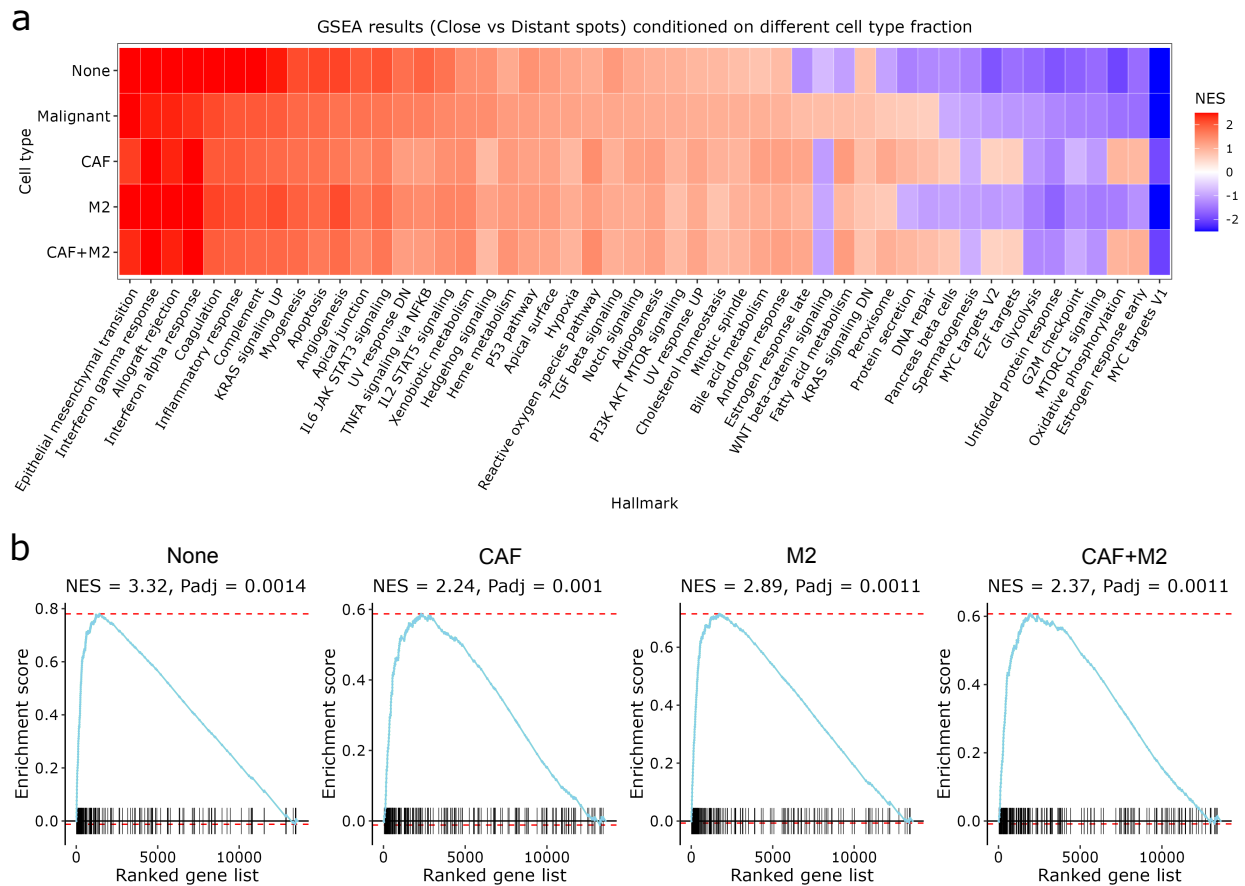 a
GSEA results (Close vs Distant spots) conditioned on different cell type fraction
Cell type
None
Malignant
CAF
M2
CAF+M2
NES
2
1
0
-1
-2
Epithelial mesenchymal transition
Interferon gamma response
Allograft rejection
Interferon alpha response
Coagulation
Inflammatory response
Complement
KRAS signaling UP
Myogenesis
Apoptosis
Angiogenesis
Apical junction
IL6 JAK STAT3 signaling
UV response DN
TNFA signaling via NFKB
IL2 STAT5 signaling
Xenobiotic metabolism
Hedgehog signaling
Heme metabolism
P53 pathway
Apical surface
Hypoxia
Reactive oxygen species pathway
TGF beta signaling
Notch signaling
Adipogenesis
PI3K AKT MTOR signaling
UV response UP
Cholesterol homeostasis
Mitotic spindle
Bile acid metabolism
Androgen response
Estrogen response late
WNT beta-catenin signaling
Fatty acid metabolism
KRAS signaling DN
Peroxisome
Protein secretion
DNA repair
Pancreas beta cells
Spermatogenesis
MYC targets V2
E2F targets
Glycolysis
Unfolded protein response
G2M checkpoint
MTORC1 signaling
Oxidative phosphorylation
Estrogen response early
MYC targets V1
Hallmark
b
None
NES = 3.32, Padj = 0.0014
Enrichment score
0.8
0.6
0.4
0.2
0.0
0 5000 10000
Ranked gene list
CAF
NES = 2.24, Padj = 0.001
Enrichment score
0.6
0.4
0.2
0.0
0 5000 10000
Ranked gene list
M2
NES = 2.89, Padj = 0.0011
Enrichment score
0.6
0.4
0.2
0.0
0 5000 10000
Ranked gene list
CAF+M2
NES = 2.37, Padj = 0.0011
Enrichment score
0.6
0.4
0.2
0.0
0 5000 10000
Ranked gene list